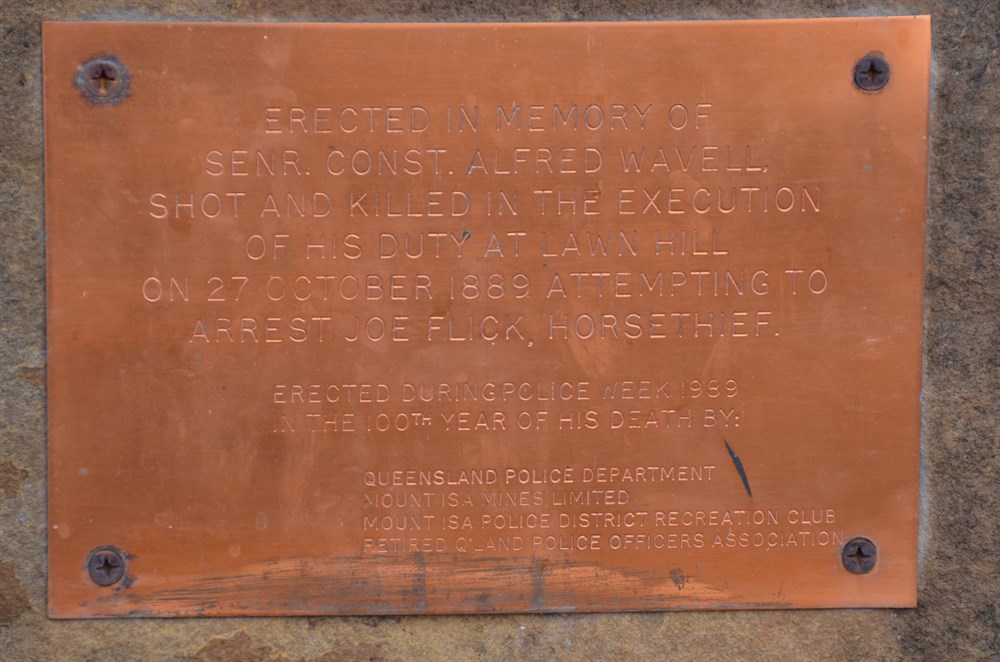 ERECTED IN MEMORY OF
SENR. CONST. ALFRED WAVELL,
SHOT AND KILLED IN THE EXECUTION
OF HIS DUTY AT LAWN HILL
ON 27 OCTOBER 1889 ATTEMPTING TO
ARREST JOE FLICK, HORSETHIEF.
ERECTED DURING POLICE WEEK 1989
IN THE 100TH YEAR OF HIS DEATH BY:
QUEENSLAND POLICE DEPARTMENT
MOUNT ISA MINES LIMITED
MOUNT ISA POLICE DISTRICT RECREATION CLUB
RETIRED Q'LAND POLICE OFFICERS ASSOCIATION